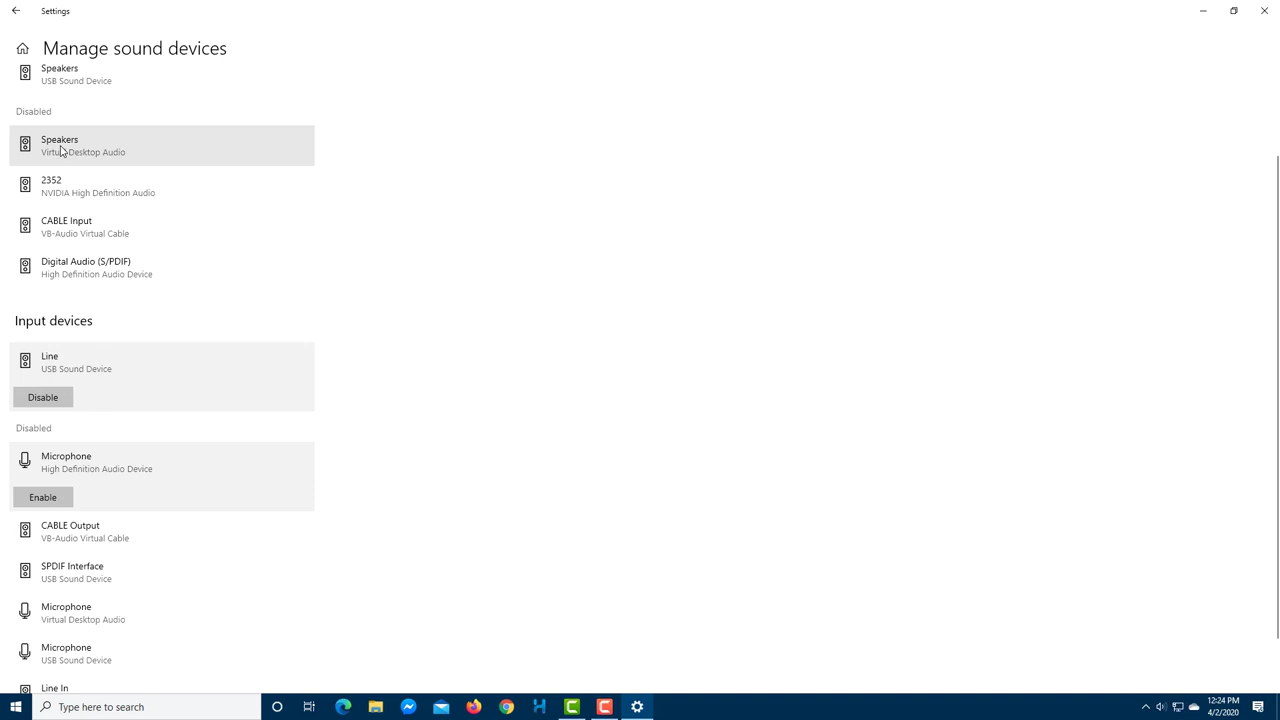 Settings
Manage sound devices
Speakers
USB Sound Device
Disabled
Speakers
Virtual Desktop Audio
2352
NVIDIA High Definition Audio
CABLE Input
VB-Audio Virtual Cable
Digital Audio (S/PDIF)
High Definition Audio Device
Input devices
Line
USB Sound Device
Disable
Disabled
Microphone
High Definition Audio Device
Enable
CABLE Output
VB-Audio Virtual Cable
SPDIF Interface
USB Sound Device
Microphone
Virtual Desktop Audio
Microphone
USB Sound Device
Line In
Type here to search
12:24 PM
4/2/2020